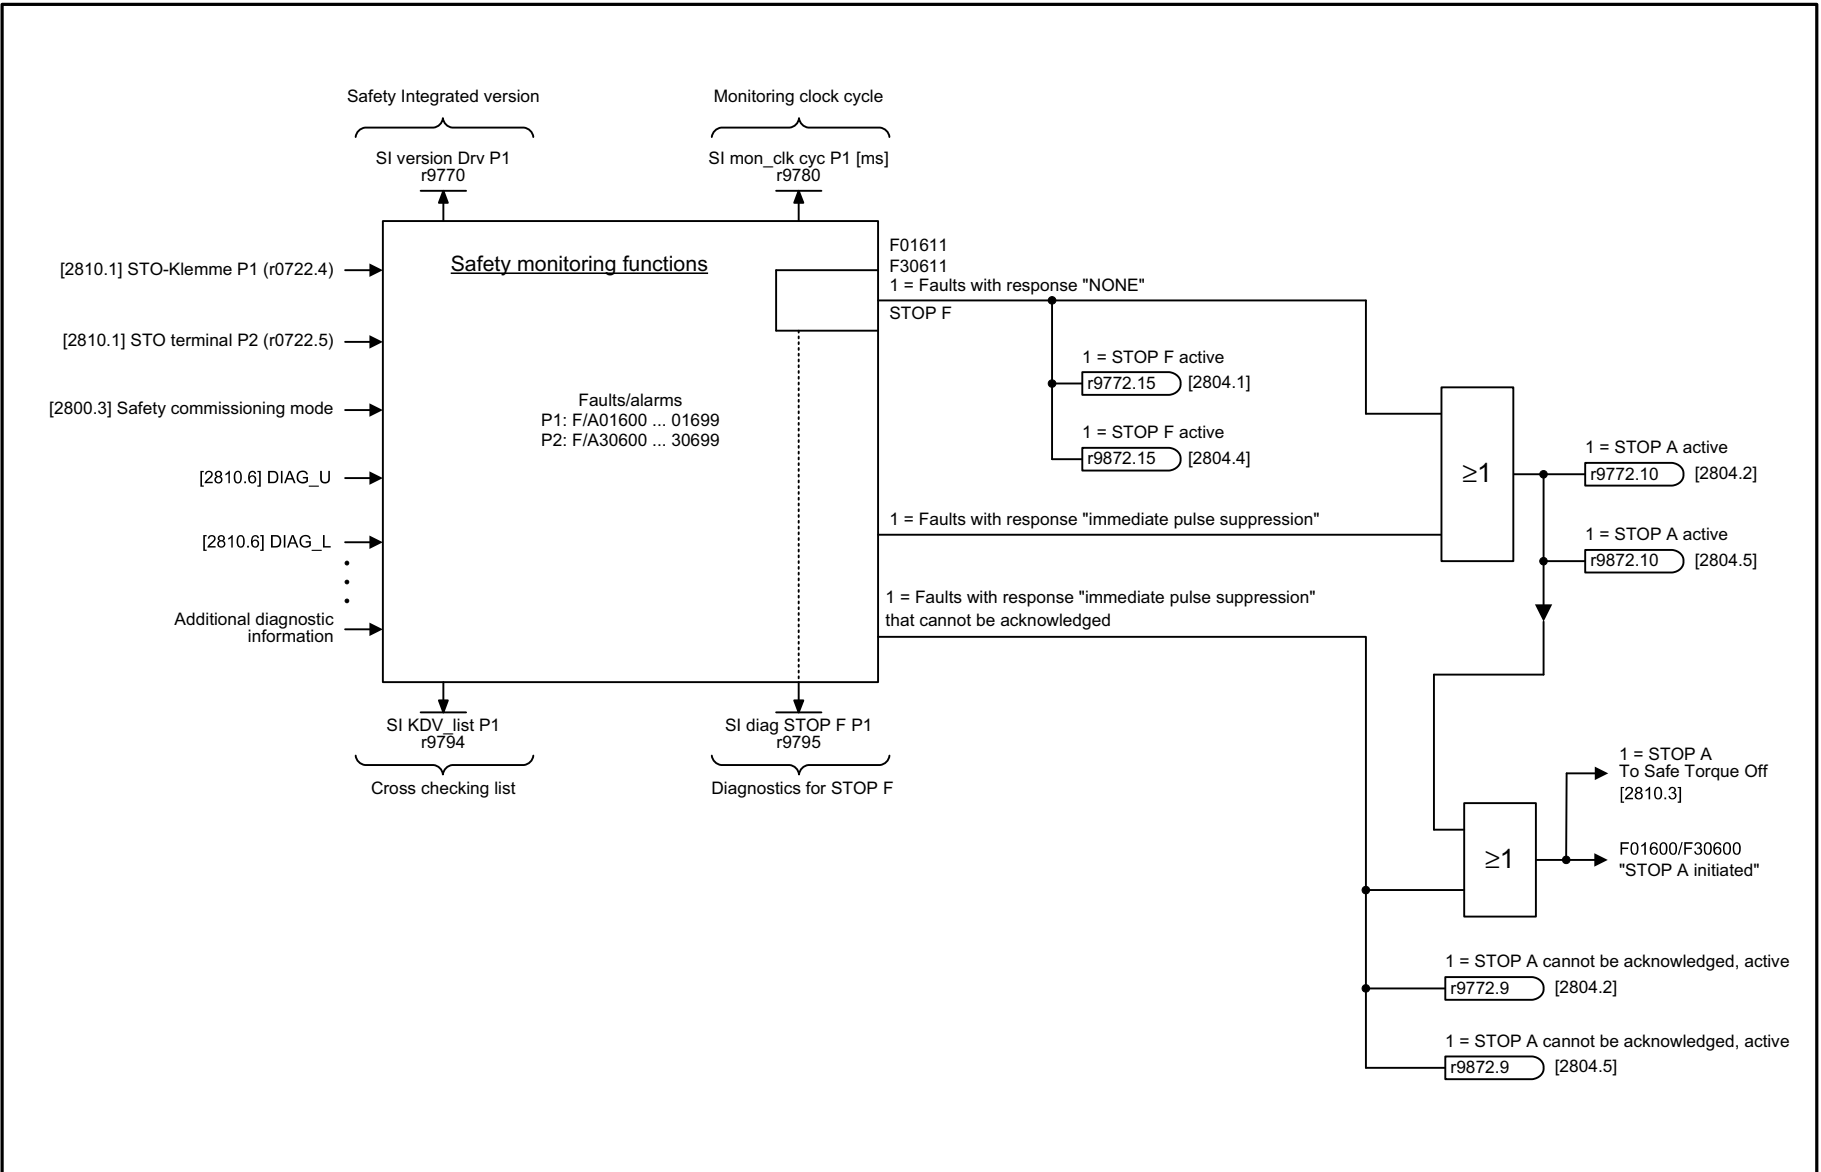 Safety Integrated version
Monitoring clock cycle
SI version Drv P1
r9770
SI mon_clk cyc P1 [ms]
r9780
[2810.1] STO-Klemme P1 (r0722.4)
[2810.1] STO terminal P2 (r0722.5)
[2800.3] Safety commissioning mode
[2810.6] DIAG_U
[2810.6] DIAG_L
Additional diagnostic
information
Safety monitoring functions
Faults/alarms
P1: F/A01600 ... 01699
P2: F/A30600 ... 30699
F01611
F30611
1 = Faults with response "NONE"
STOP F
1 = STOP F active
r9772.15 [2804.1]
1 = STOP F active
r9872.15 [2804.4]
1 = Faults with response "immediate pulse suppression"
≥1
1 = STOP A active
r9772.10 [2804.2]
1 = STOP A active
r9872.10 [2804.5]
1 = Faults with response "immediate pulse suppression"
that cannot be acknowledged
SI KDV_list P1
r9794
Cross checking list
SI diag STOP F P1
r9795
Diagnostics for STOP F
≥1
1 = STOP A
To Safe Torque Off
[2810.3]
F01600/F30600
"STOP A initiated"
1 = STOP A cannot be acknowledged, active
r9772.9 [2804.2]
1 = STOP A cannot be acknowledged, active
r9872.9 [2804.5]